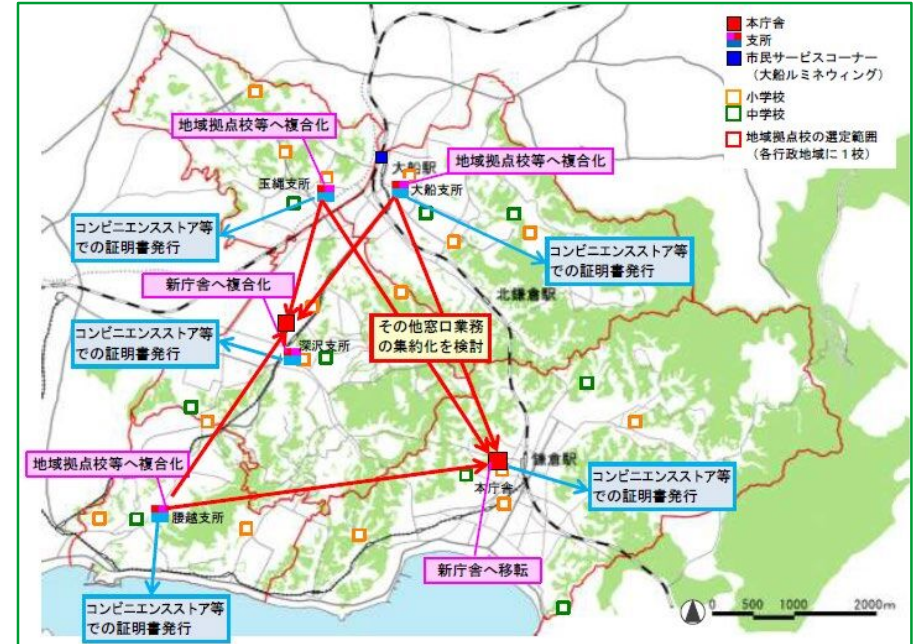 本庁舎
支所
市民サービスコーナー
（大船ルミネウィング）
小学校
中学校
地域拠点校の選定範囲
（各行政地域に１校）
地域拠点校等へ複合化
大船駅
地域拠点校等へ複合化
玉縄支所
大船支所
コンビニエンスストア等
での証明書発行
コンビニエンスストア等
での証明書発行
新庁舎へ複合化
北鎌倉駅
コンビニエンスストア等
での証明書発行
その他窓口業務
の集約化を検討
深沢支所
地域拠点校等へ複合化
鎌倉駅
本庁舎
コンビニエンスストア等
での証明書発行
腰越支所
新庁舎へ移転
コンビニエンスストア等
での証明書発行
0 500 1000 2000m